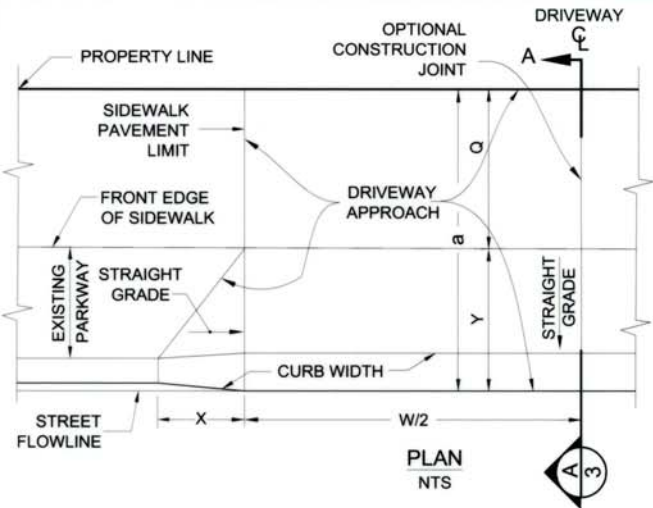 DRIVEWAY
CL
A
OPTIONAL
CONSTRUCTION
JOINT
PROPERTY LINE
SIDEWALK
PAVEMENT
LIMIT
Q
a
DRIVEWAY
APPROACH
FRONT EDGE
OF SIDEWALK
EXISTING
PARKWAY
STRAIGHT
GRADE
Y
STRAIGHT
GRADE
CURB WIDTH
STREET
FLOWLINE
X
W/2
PLAN
NTS
A
3